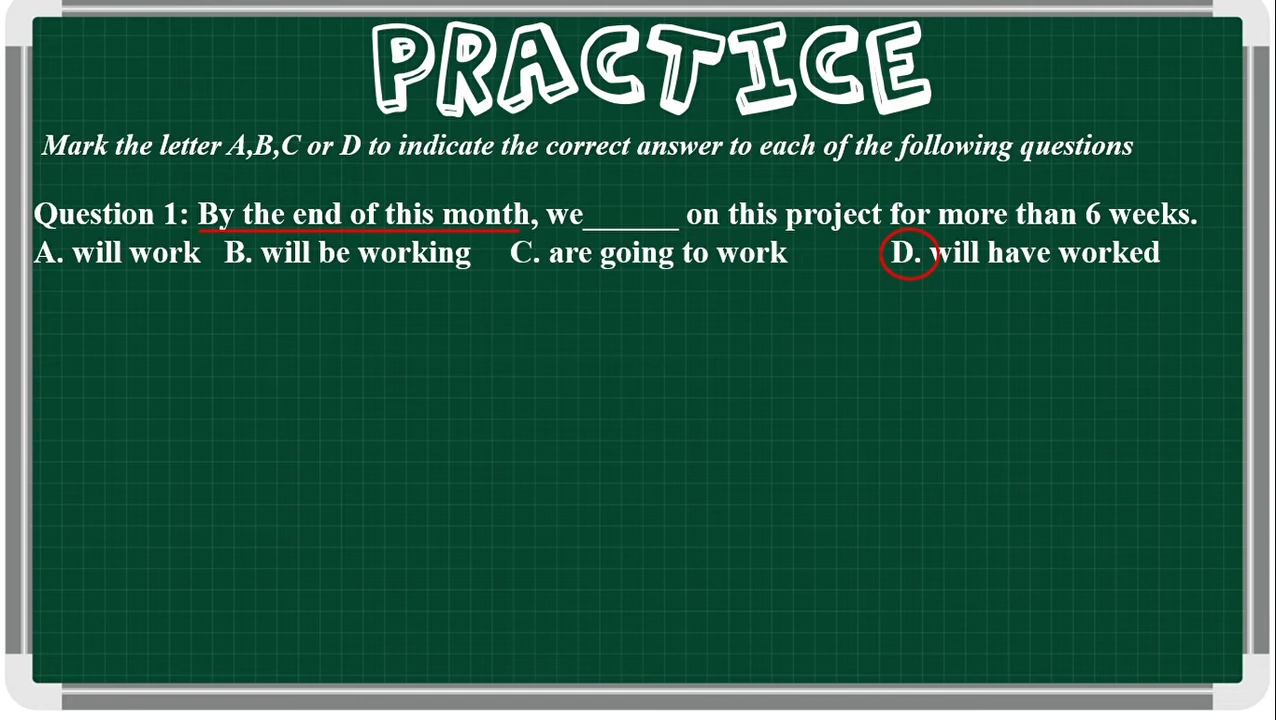 PRACTICE
Mark the letter A,B,C or D to indicate the correct answer to each of the following questions
Question 1: By the end of this month, we______ on this project for more than 6 weeks.
A. will work B. will be working C. are going to work D. will have worked